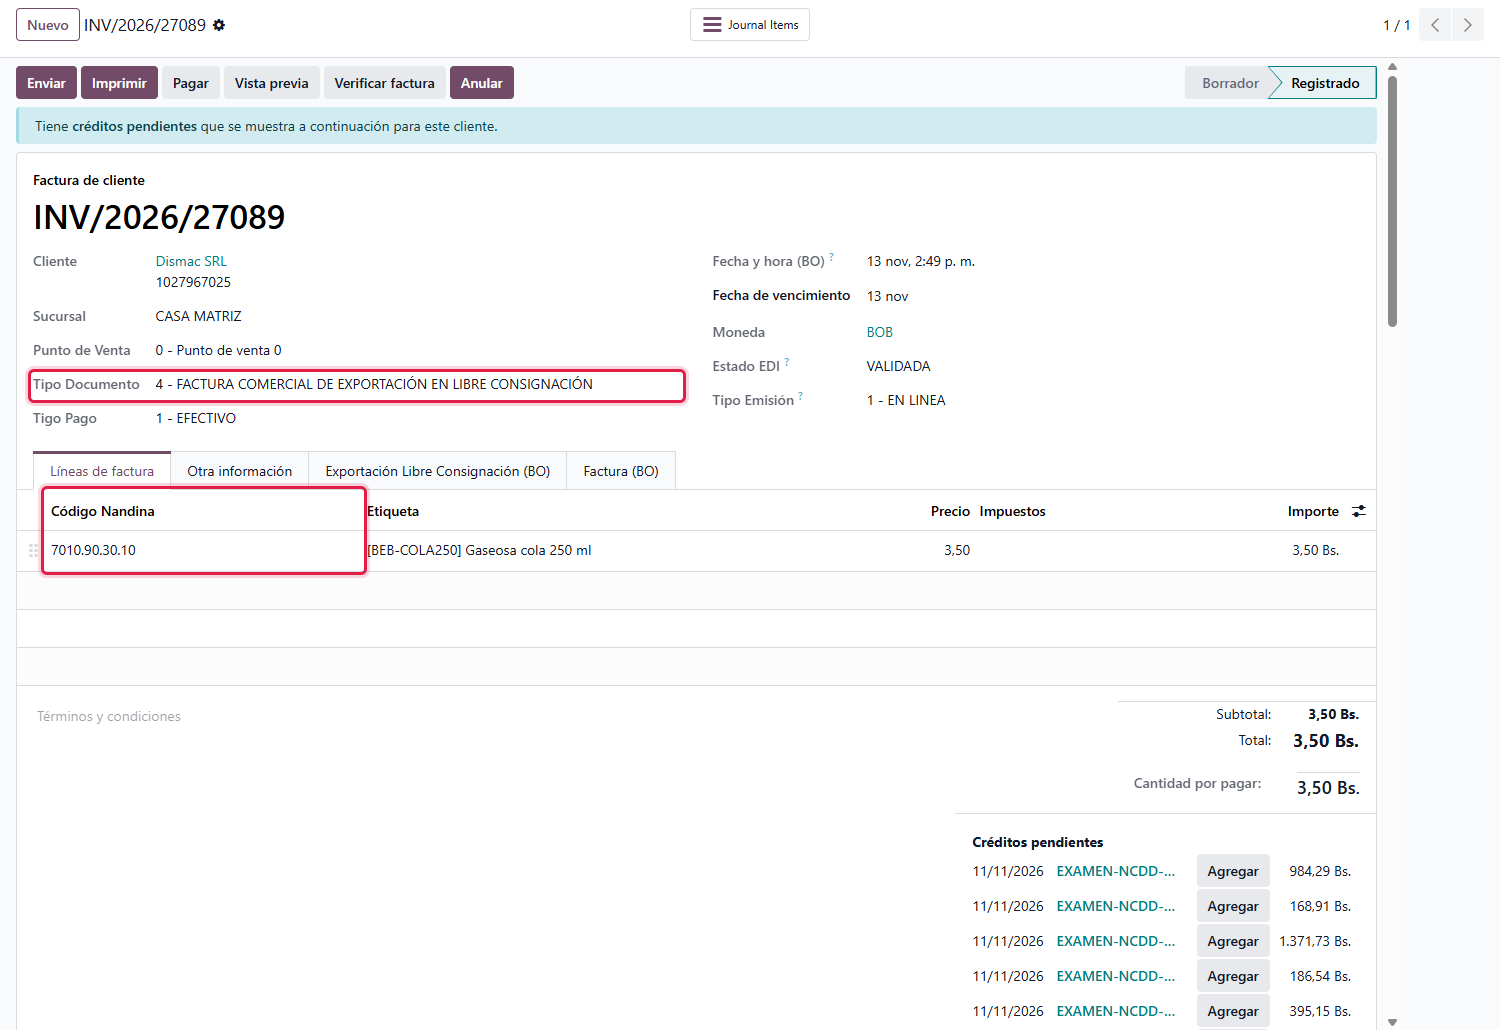 Nuevo INV/2026/27089 Journal Items 1 / 1
Enviar Imprimir Pagar Vista previa Verificar factura Anular Borrador Registrado
Tiene créditos pendientes que se muestra a continuación para este cliente.
Factura de cliente
INV/2026/27089
Cliente Dismac SRL
1027967025
Sucursal CASA MATRIZ
Punto de Venta 0 - Punto de venta 0
Tipo Documento 4 - FACTURA COMERCIAL DE EXPORTACIÓN EN LIBRE CONSIGNACIÓN
Tigo Pago 1 - EFECTIVO
Fecha y hora (BO) ? 13 nov, 2:49 p. m.
Fecha de vencimiento 13 nov
Moneda BOB
Estado EDI ? VALIDADA
Tipo Emisión ? 1 - EN LINEA
Líneas de factura Otra información Exportación Libre Consignación (BO) Factura (BO)
Código Nandina Etiqueta Precio Impuestos Importe
7010.90.30.10 [BEB-COLA250] Gaseosa cola 250 ml 3,50 3,50 Bs.
Términos y condiciones
Subtotal: 3,50 Bs.
Total: 3,50 Bs.
Cantidad por pagar: 3,50 Bs.
Créditos pendientes
11/11/2026 EXAMEN-NCDD-... Agregar 984,29 Bs.
11/11/2026 EXAMEN-NCDD-... Agregar 168,91 Bs.
11/11/2026 EXAMEN-NCDD-... Agregar 1.371,73 Bs.
11/11/2026 EXAMEN-NCDD-... Agregar 186,54 Bs.
11/11/2026 EXAMEN-NCDD-... Agregar 395,15 Bs.